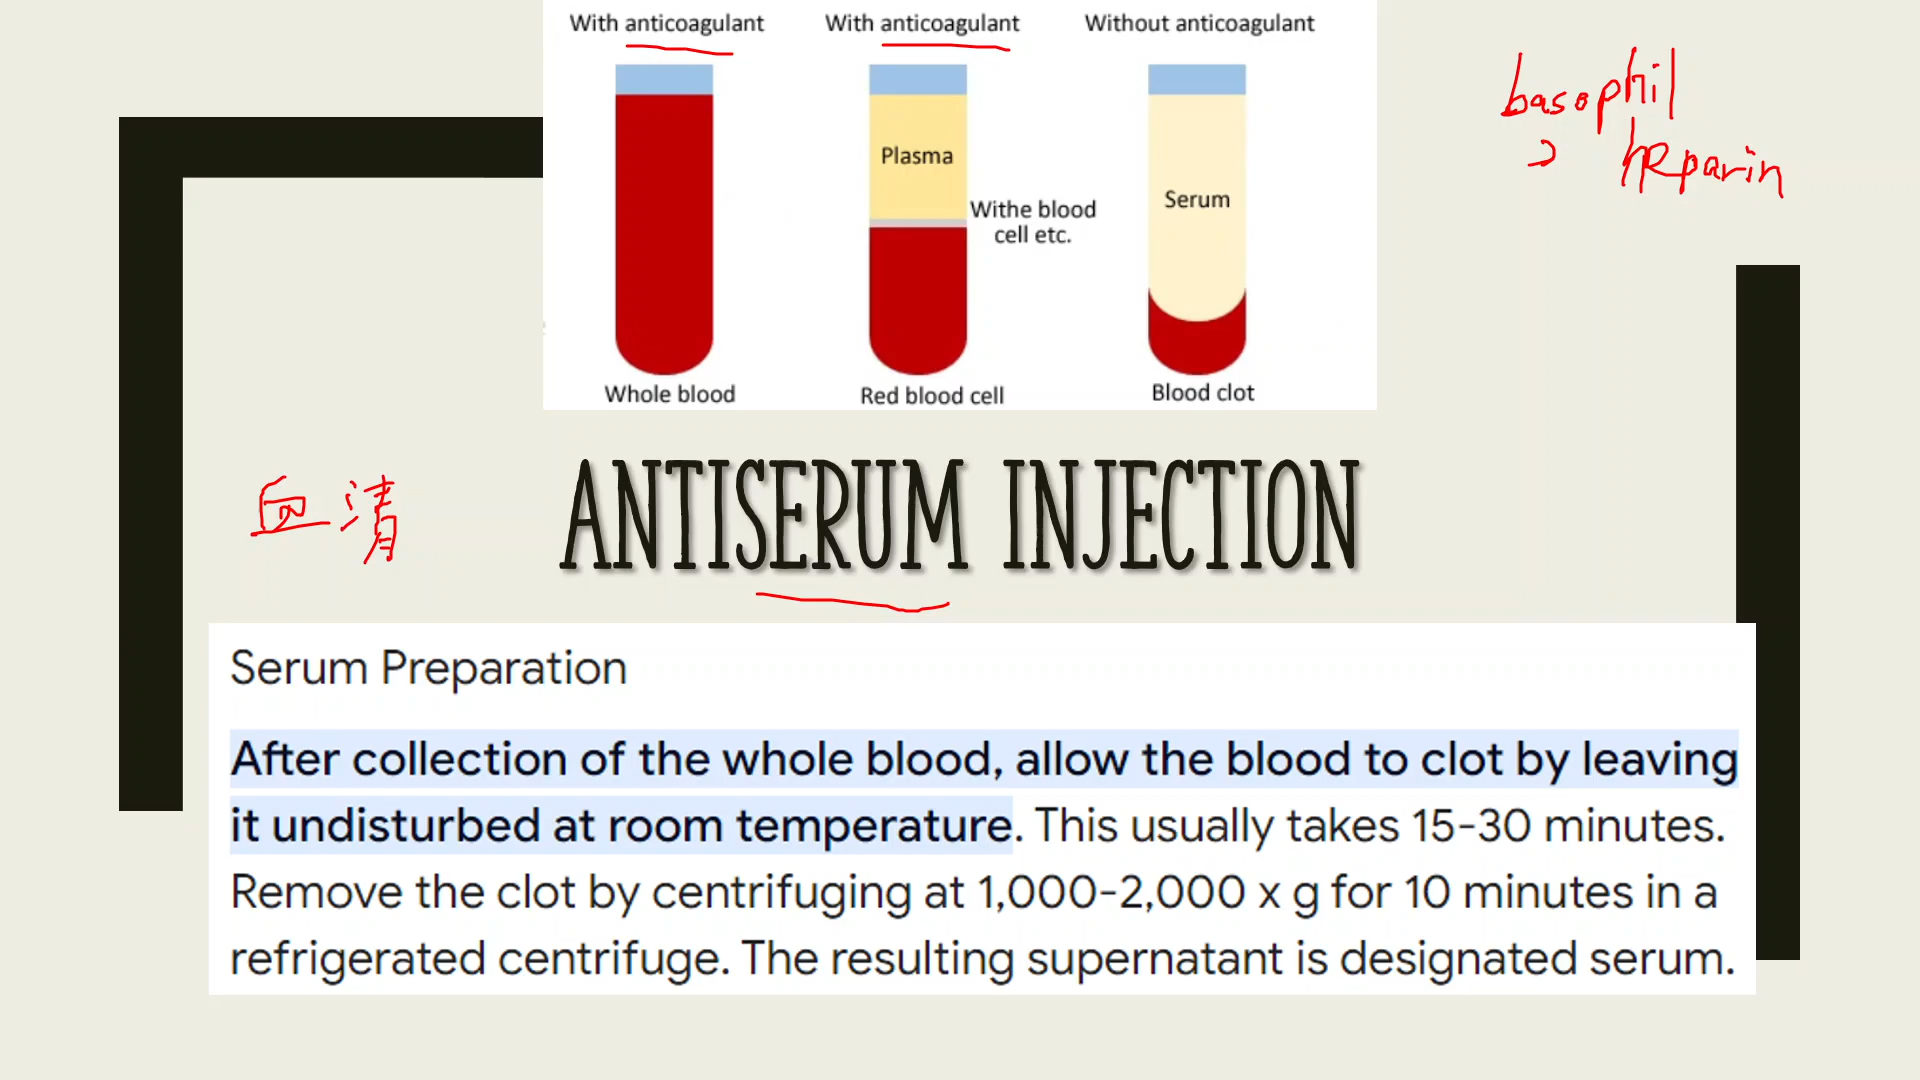 With anticoagulant
With anticoagulant
Without anticoagulant
basophil
heparin
Plasma
Serum
Withe blood
cell etc.
Whole blood
Red blood cell
Blood clot
血清
ANTISERUM INJECTION
Serum Preparation
After collection of the whole blood, allow the blood to clot by leaving
it undisturbed at room temperature. This usually takes 15-30 minutes.
Remove the clot by centrifuging at 1,000-2,000 x g for 10 minutes in a
refrigerated centrifuge. The resulting supernatant is designated serum.